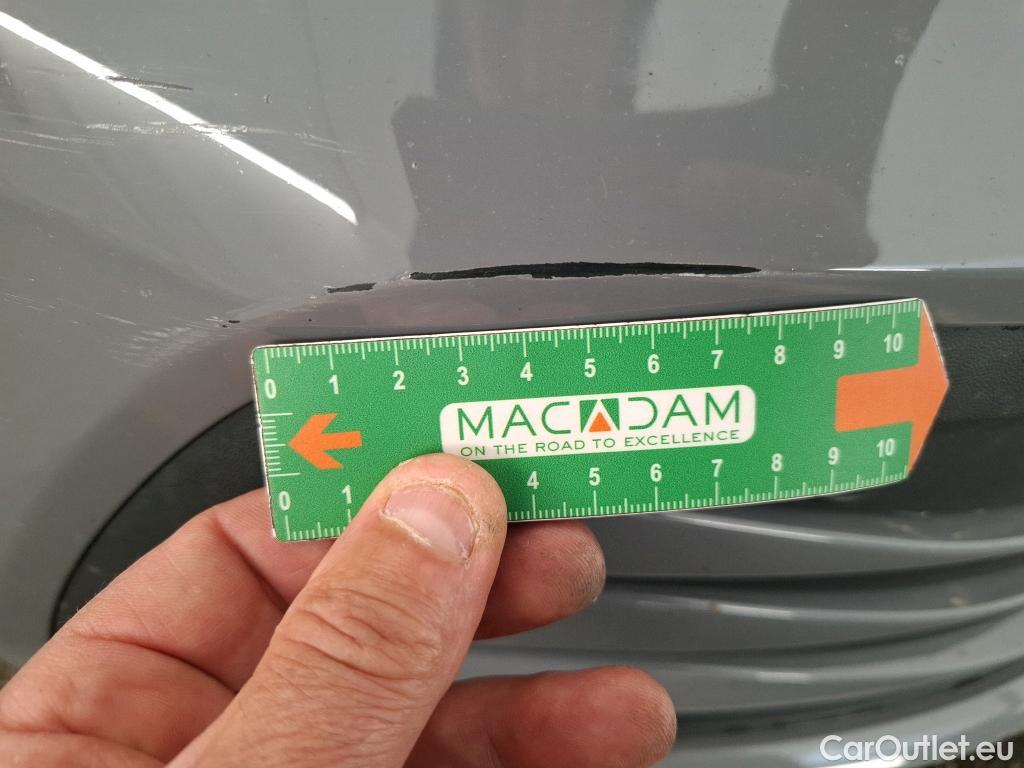 0 1 2 3 4 5 6 7 8 9 10
MACADAM
ON THE ROAD TO EXCELLENCE
0 1 4 5 6 7 8 9 10
CarOutlet.eu